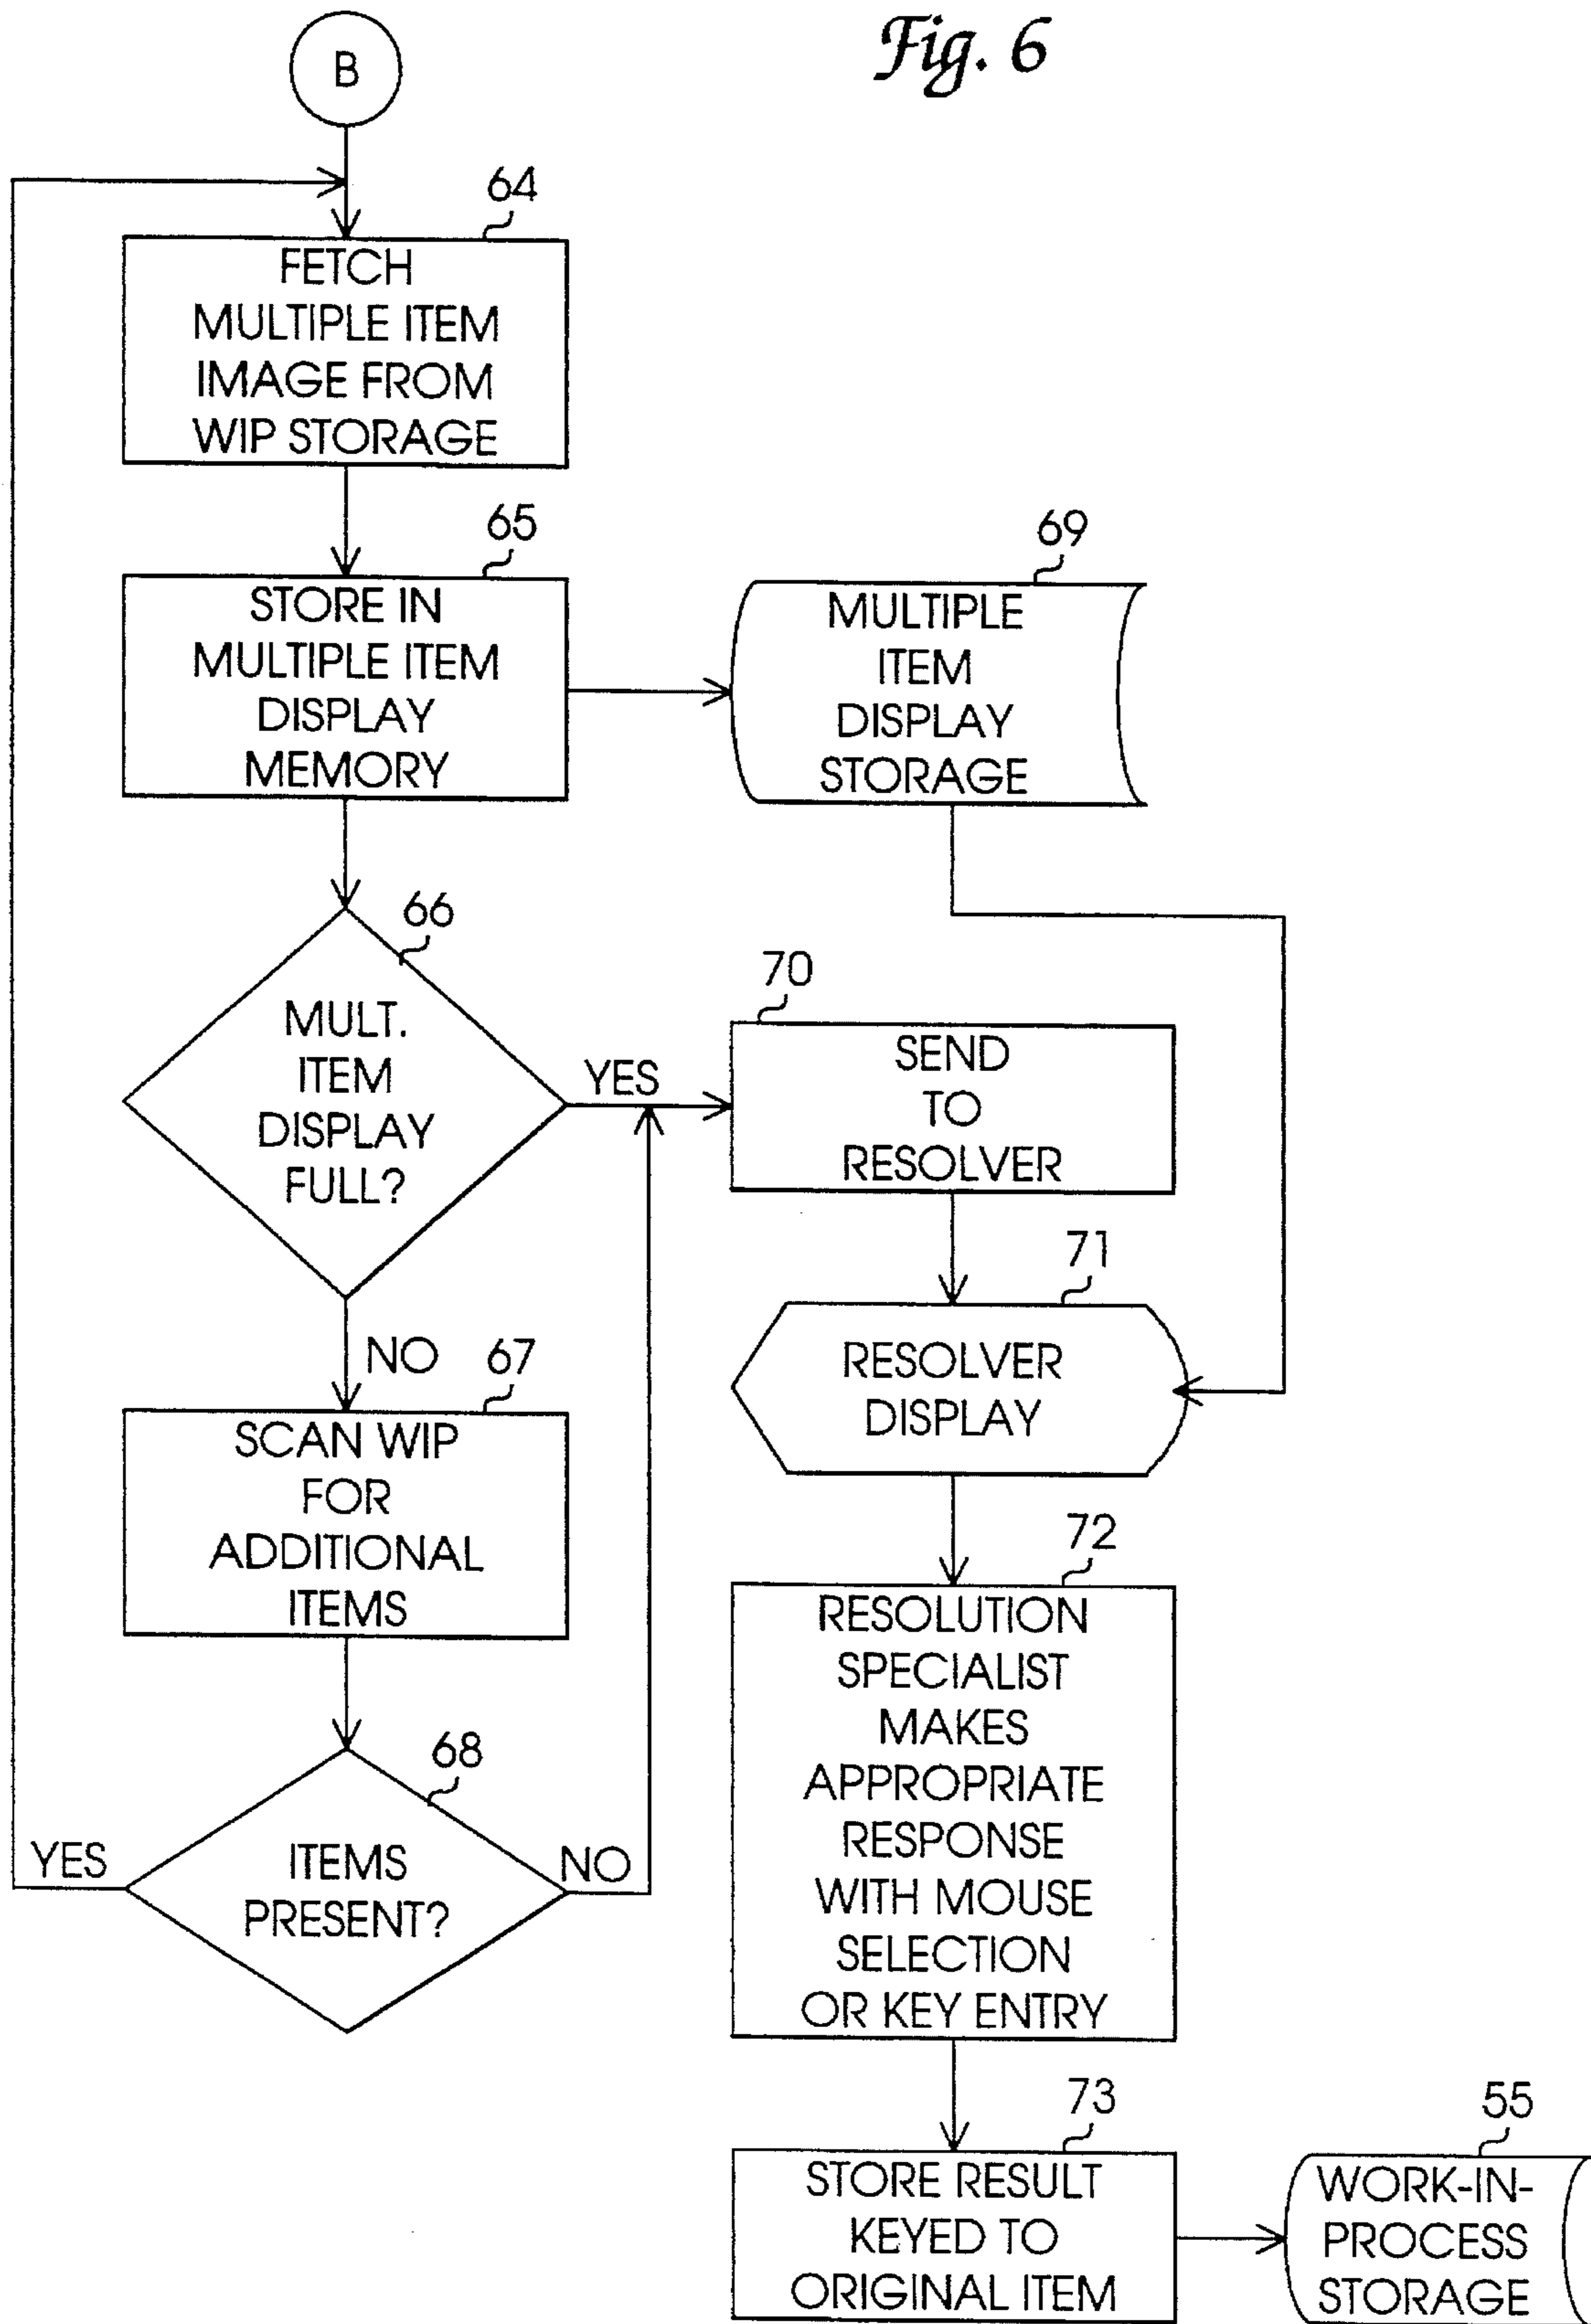 Fig. 6
B
64
FETCH
MULTIPLE ITEM
IMAGE FROM
WIP STORAGE
65
STORE IN
MULTIPLE ITEM
DISPLAY
MEMORY
69
MULTIPLE
ITEM
DISPLAY
STORAGE
66
MULT.
ITEM
DISPLAY
FULL?
YES
NO
70
SEND
TO
RESOLVER
71
RESOLVER
DISPLAY
67
SCAN WIP
FOR
ADDITIONAL
ITEMS
68
ITEMS
PRESENT?
YES
NO
72
RESOLUTION
SPECIALIST
MAKES
APPROPRIATE
RESPONSE
WITH MOUSE
SELECTION
OR KEY ENTRY
73
STORE RESULT
KEYED TO
ORIGINAL ITEM
55
WORK-IN-
PROCESS
STORAGE